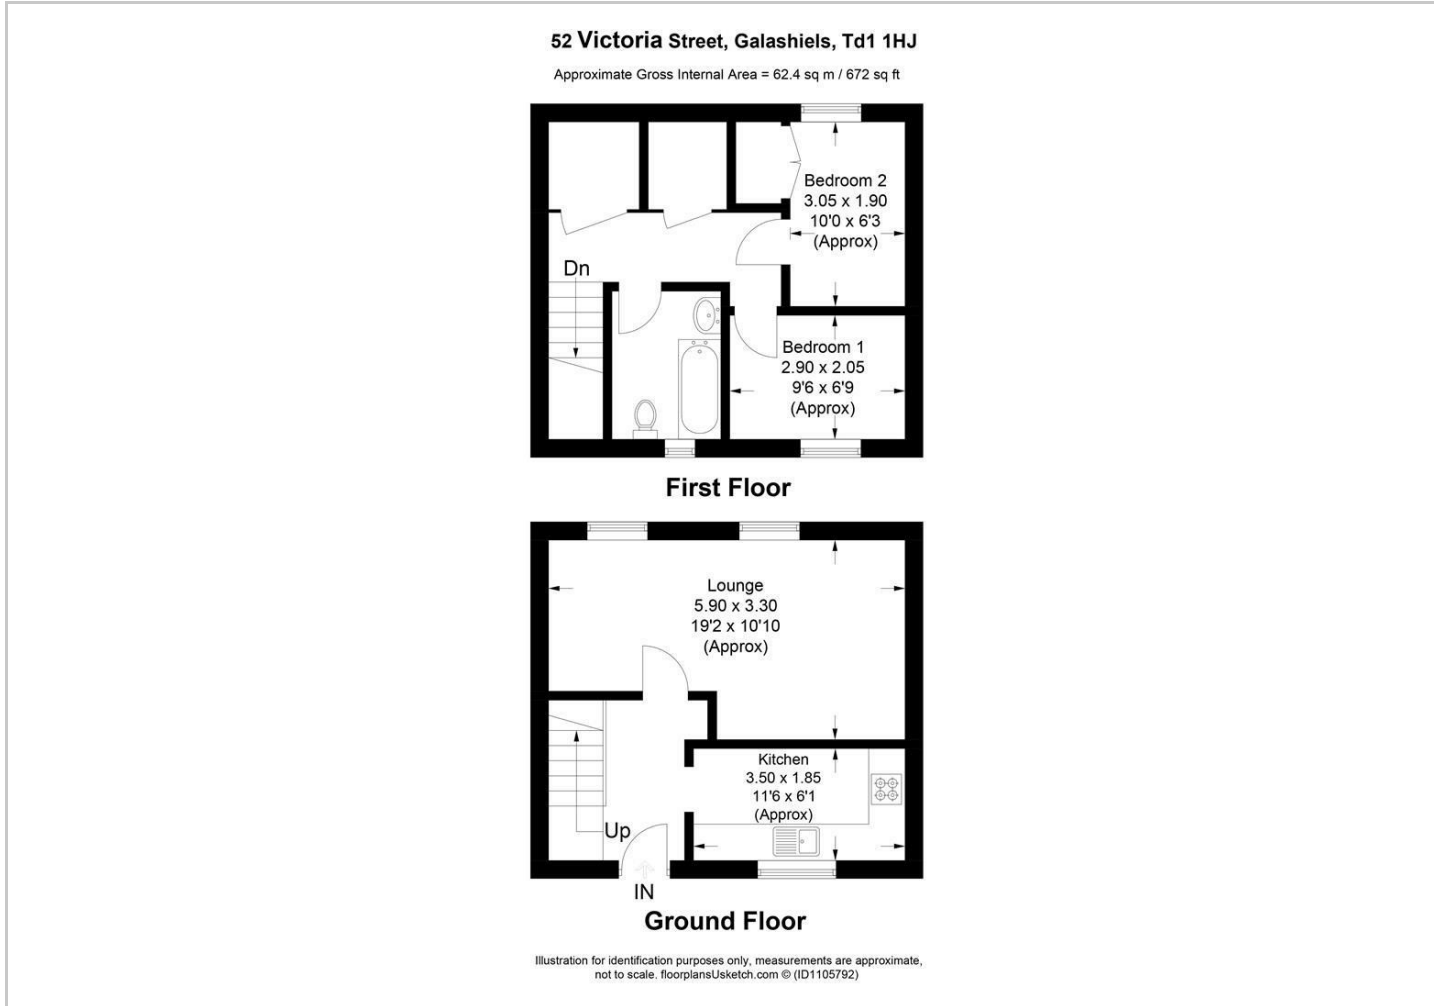 52 Victoria Street, Galashiels, Td1 1HJ
Approximate Gross Internal Area = 62.4 sq m / 672 sq ft
Bedroom 2
3.05 x 1.90
10'0 x 6'3
(Approx)
Dn
Bedroom 1
2.90 x 2.05
9'6 x 6'9
(Approx)
First Floor
Lounge
5.90 x 3.30
19'2 x 10'10
(Approx)
Kitchen
3.50 x 1.85
11'6 x 6'1
(Approx)
Up
IN
Ground Floor
Illustration for identification purposes only, measurements are approximate,
not to scale. floorplansUsketch.com © (ID1105792)